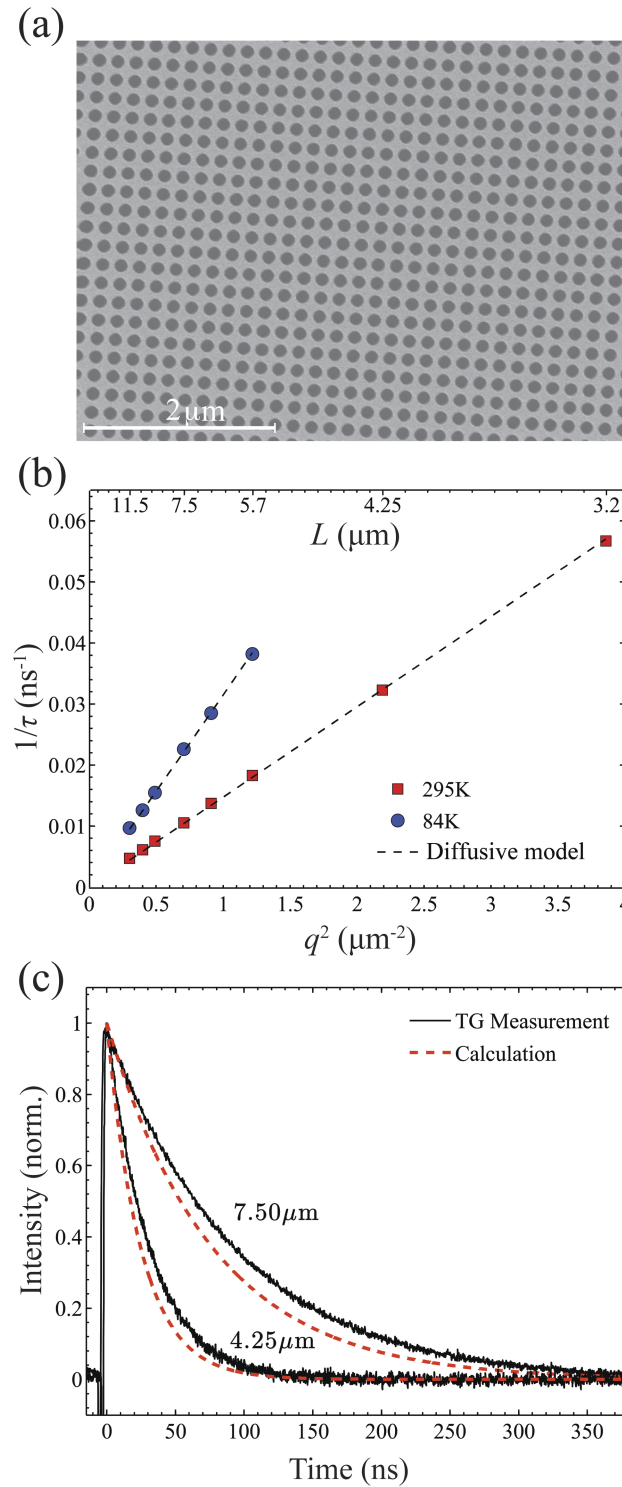 (a)
2 μm
(b)
11.5 7.5 5.7 4.25 3.2
L (μm)
0.06
0.05
0.04
0.03
0.02
0.01
0
1/τ (ns⁻¹)
295K
84K
Diffusive model
0 0.5 1 1.5 2 2.5 3 3.5 4
q² (μm⁻²)
(c)
TG Measurement
Calculation
1
0.8
0.6
0.4
0.2
0
Intensity (norm.)
7.50μm
4.25μm
0 50 100 150 200 250 300 350
Time (ns)